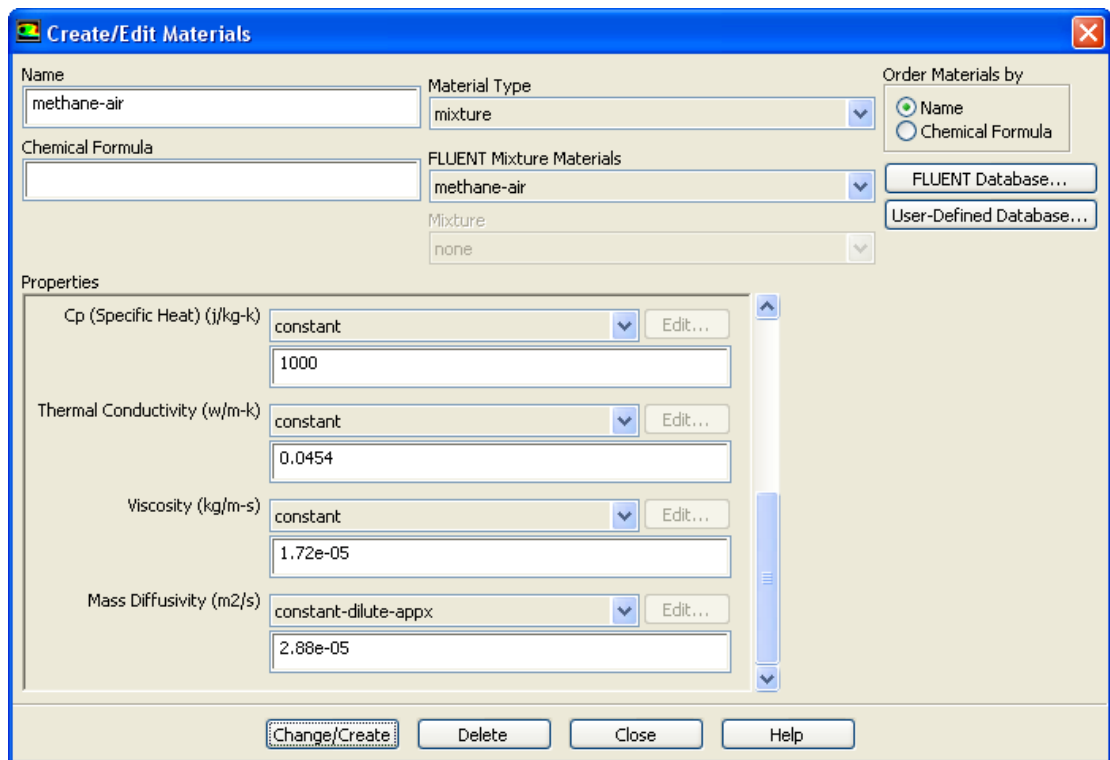 Create/Edit Materials
Name
methane-air
Chemical Formula
Material Type
mixture
FLUENT Mixture Materials
methane-air
Mixture
none
Order Materials by
Name
Chemical Formula
FLUENT Database...
User-Defined Database...
Properties
Cp (Specific Heat) (j/kg-k) constant Edit...
1000
Thermal Conductivity (w/m-k) constant Edit...
0.0454
Viscosity (kg/m-s) constant Edit...
1.72e-05
Mass Diffusivity (m2/s) constant-dilute-appx Edit...
2.88e-05
Change/Create Delete Close Help